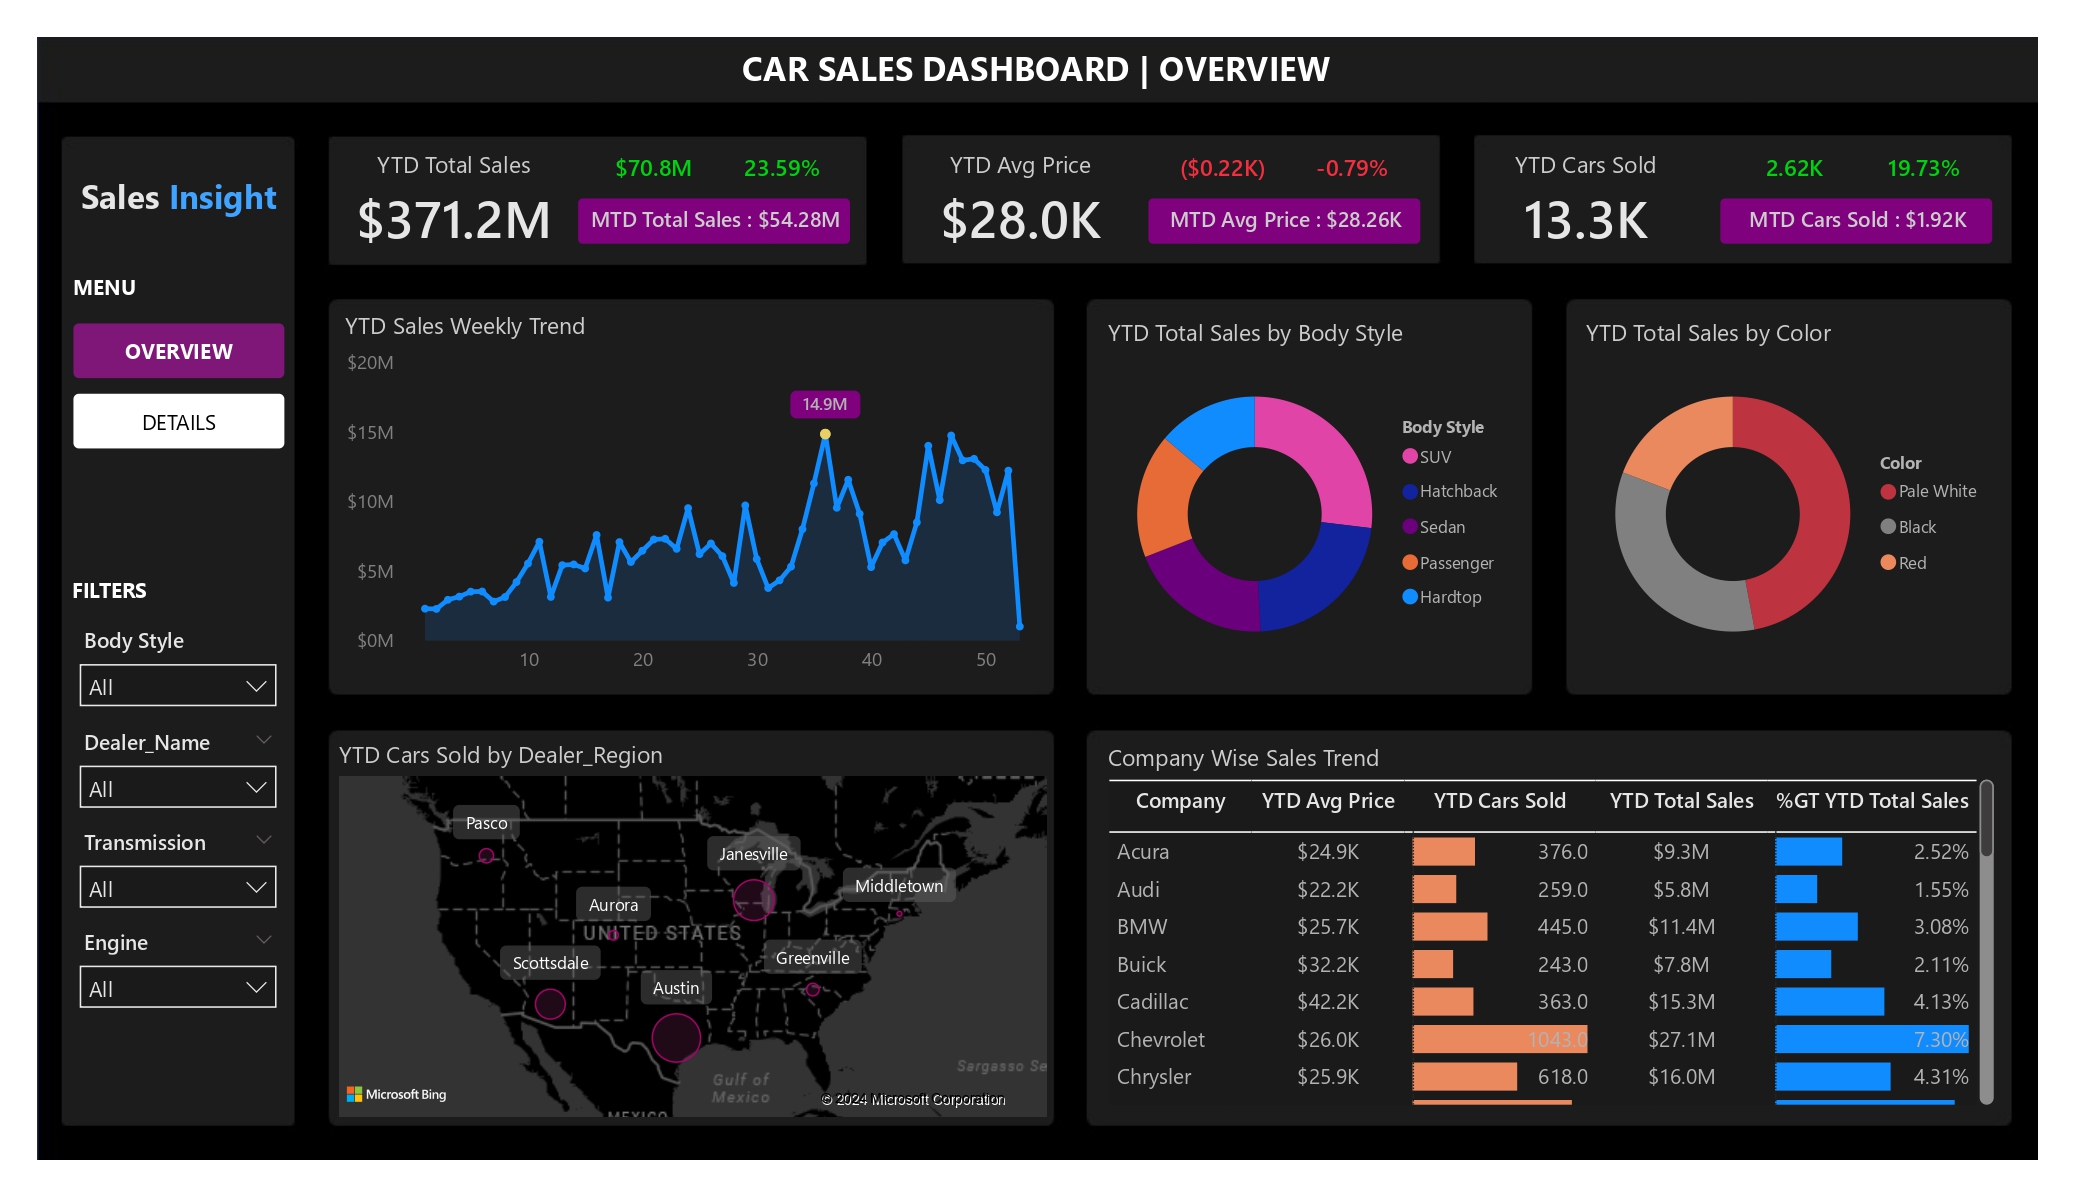 CAR SALES DASHBOARD | OVERVIEW
Sales Insight
MENU
OVERVIEW
DETAILS
FILTERS
Body Style
All
Dealer_Name
All
Transmission
All
Engine
All
YTD Total Sales
$70.8M 23.59%
$371.2M
MTD Total Sales : $54.28M
YTD Avg Price
($0.22K) -0.79%
$28.0K
MTD Avg Price : $28.26K
YTD Cars Sold
2.62K 19.73%
13.3K
MTD Cars Sold : $1.92K
YTD Sales Weekly Trend
$20M
$15M
$10M
$5M
$0M
14.9M
10 20 30 40 50
YTD Total Sales by Body Style
Body Style
SUV
Hatchback
Sedan
Passenger
Hardtop
YTD Total Sales by Color
Color
Pale White
Black
Red
YTD Cars Sold by Dealer_Region
Pasco
Janesville
Middletown
Aurora
UNITED STATES
Greenville
Scottsdale
Austin
Sargasso Se
Gulf of
Mexico
MEXICO
Microsoft Bing
© 2024 Microsoft Corporation
Company Wise Sales Trend
Company YTD Avg Price YTD Cars Sold YTD Total Sales %GT YTD Total Sales
Acura $24.9K 376.0 $9.3M 2.52%
Audi $22.2K 259.0 $5.8M 1.55%
BMW $25.7K 445.0 $11.4M 3.08%
Buick $32.2K 243.0 $7.8M 2.11%
Cadillac $42.2K 363.0 $15.3M 4.13%
Chevrolet $26.0K 1043.0 $27.1M 7.30%
Chrysler $25.9K 618.0 $16.0M 4.31%